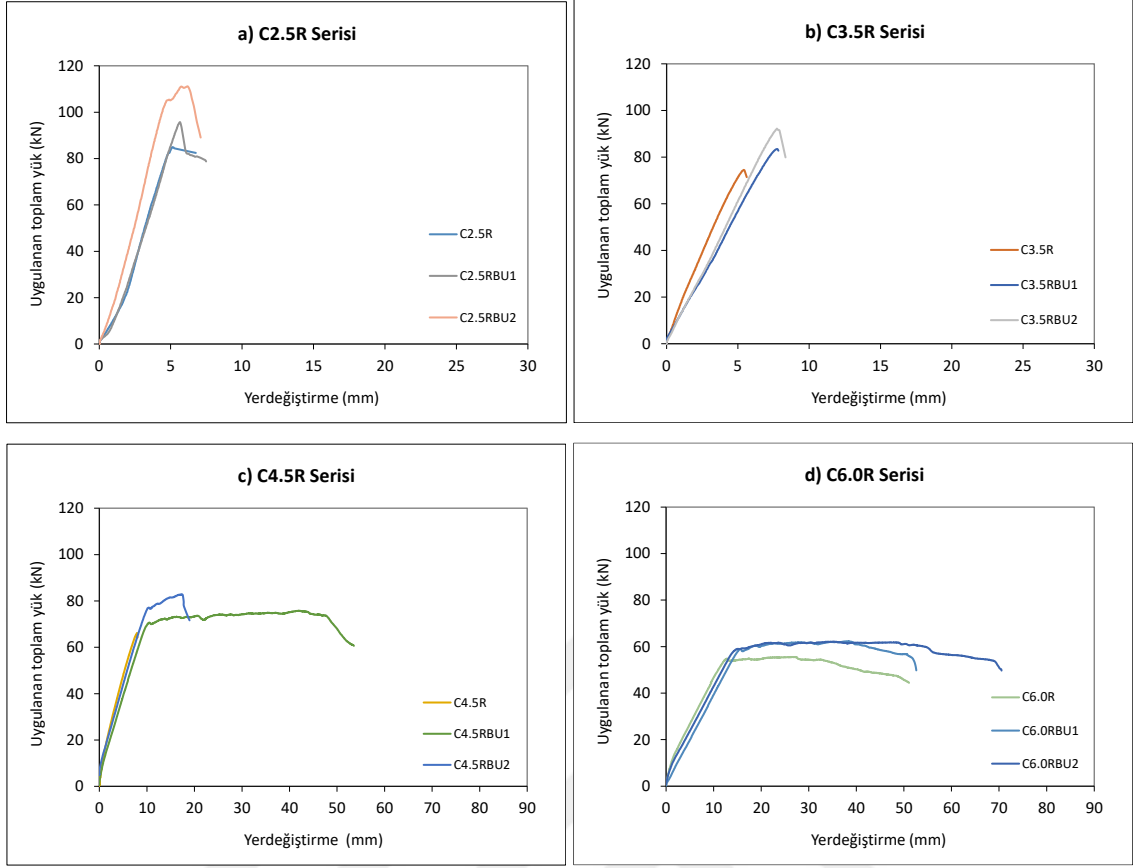 a) C2.5R Serisi
Uygulanan toplam yük (kN)
120
100
80
60
40
20
0
C2.5R
C2.5RBU1
C2.5RBU2
0 5 10 15 20 25 30
Yerdeğiştirme (mm)
b) C3.5R Serisi
Uygulanan toplam yük (kN)
120
100
80
60
40
20
0
C3.5R
C3.5RBU1
C3.5RBU2
0 5 10 15 20 25 30
Yerdeğiştirme (mm)
c) C4.5R Serisi
Uygulanan toplam yük (kN)
120
100
80
60
40
20
0
C4.5R
C4.5RBU1
C4.5RBU2
0 10 20 30 40 50 60 70 80 90
Yerdeğiştirme (mm)
d) C6.0R Serisi
Uygulanan toplam yük (kN)
120
100
80
60
40
20
0
C6.0R
C6.0RBU1
C6.0RBU2
0 10 20 30 40 50 60 70 80 90
Yerdeğiştirme (mm)